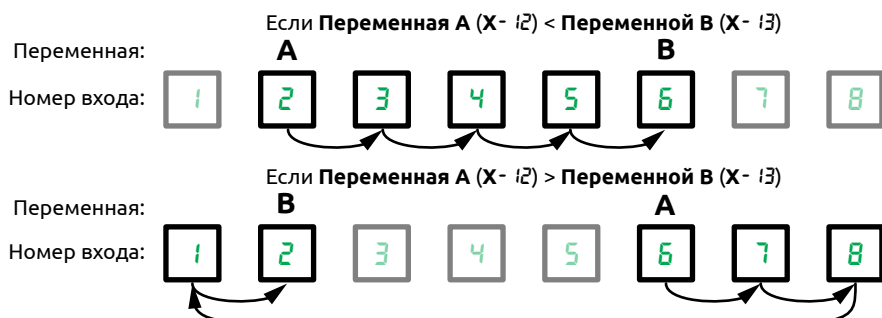 Если Переменная A (X- 12) < Переменной B (X- 13)
Переменная: A B
Номер входа: 1 2 3 4 5 6 7 8
Если Переменная A (X- 12) > Переменной B (X- 13)
Переменная: B A
Номер входа: 1 2 3 4 5 6 7 8